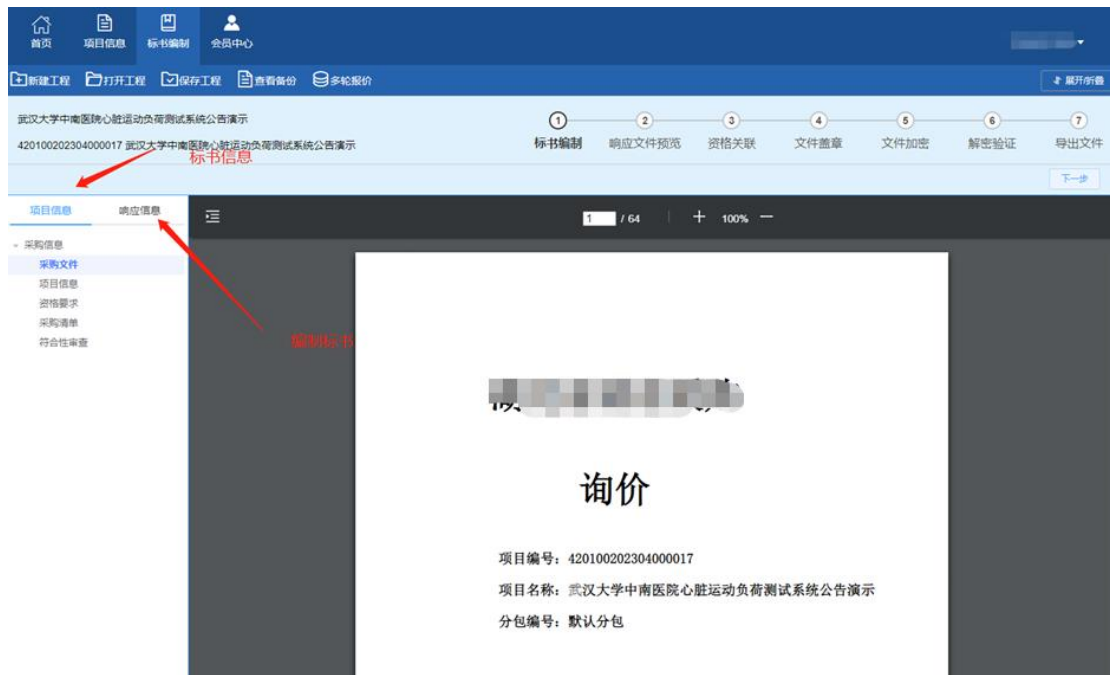 首页 项目信息 标书编制 会员中心
新建工程 打开工程 保存工程 查看备份 多轮报价 展开/折叠
武汉大学中南医院心脏运动负荷测试系统公告演示
420100202304000017 武汉大学中南医院心脏运动负荷测试系统公告演示
1 2 3 4 5 6 7
标书编制 响应文件预览 资格关联 文件盖章 文件加密 解密验证 导出文件
标书信息
下一步
项目信息 响应信息
1 / 64 100%
采购信息
采购文件
项目信息
资格要求
采购清单
符合性审查
编制标书
询价
项目编号：420100202304000017
项目名称：武汉大学中南医院心脏运动负荷测试系统公告演示
分包编号：默认分包